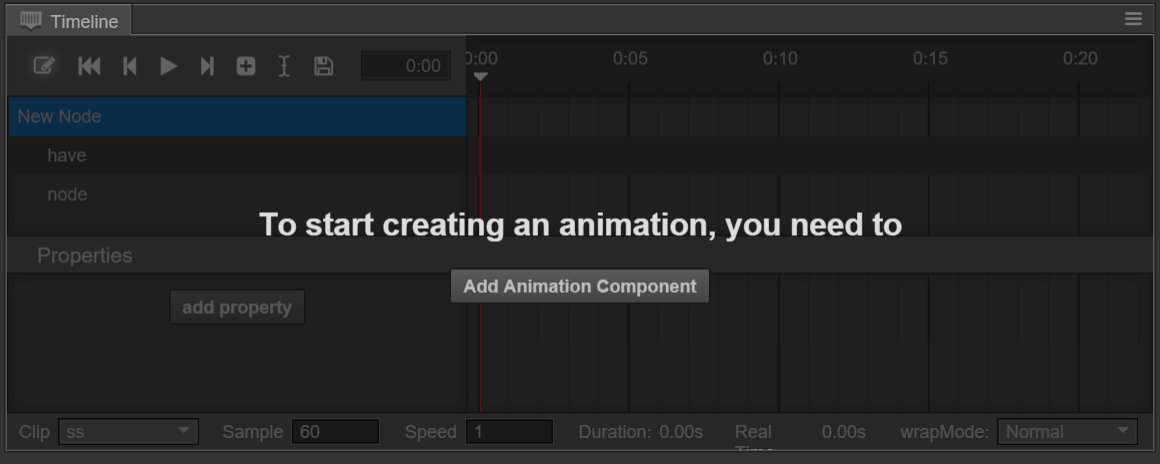 Timeline
0:00 0:00 0:05 0:10 0:15 0:20
New Node
have
node
To start creating an animation, you need to
Properties
Add Animation Component
add property
Clip ss Sample 60 Speed 1 Duration: 0.00s Real Time 0.00s wrapMode: Normal